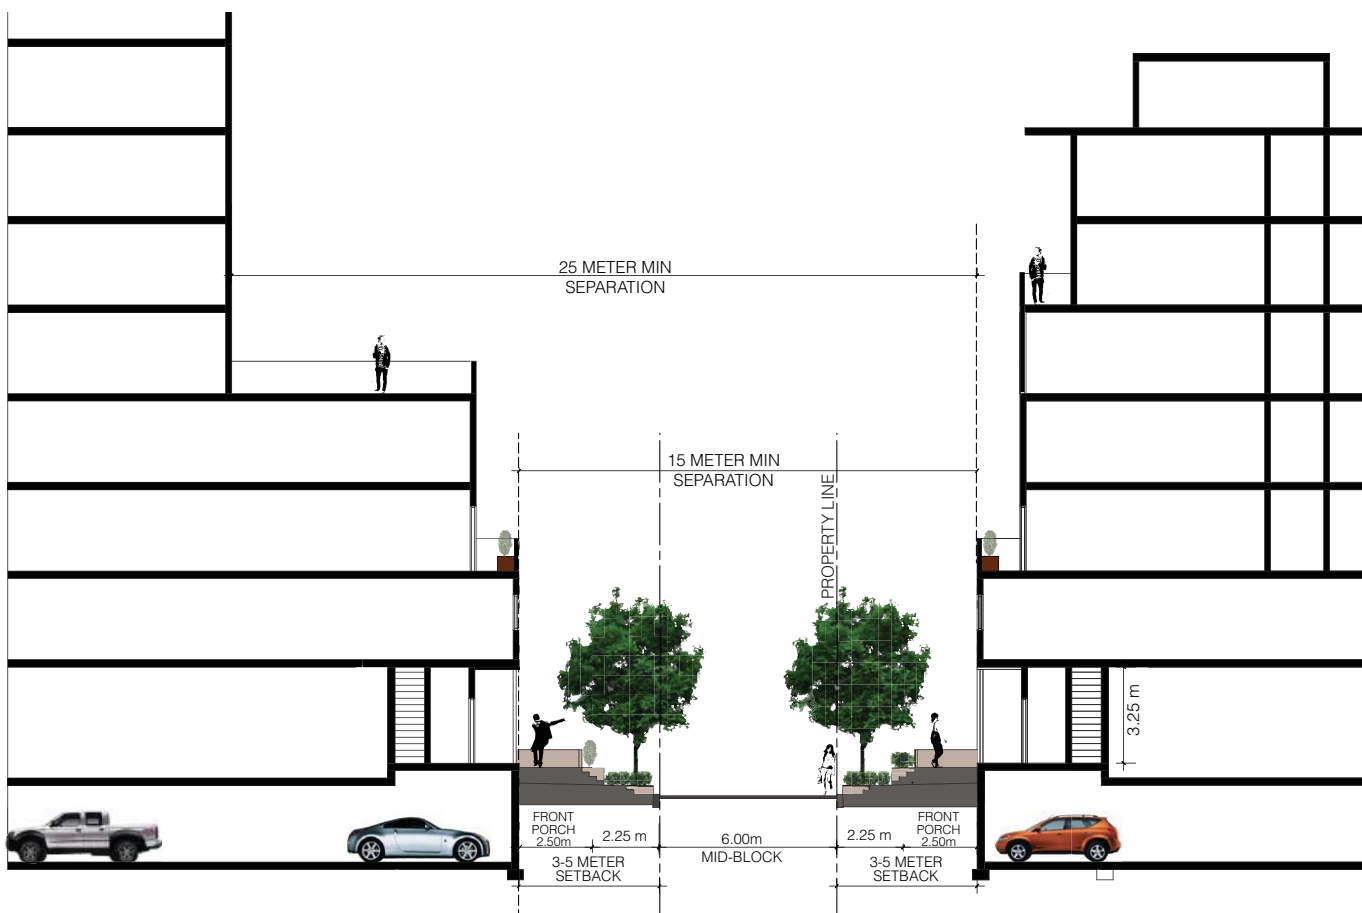 25 METER MIN
SEPARATION
15 METER MIN
SEPARATION
PROPERTY LINE
3.25 m
FRONT
PORCH
2.50m
2.25 m
6.00m
MID-BLOCK
2.25 m
FRONT
PORCH
2.50m
3-5 METER
SETBACK
3-5 METER
SETBACK